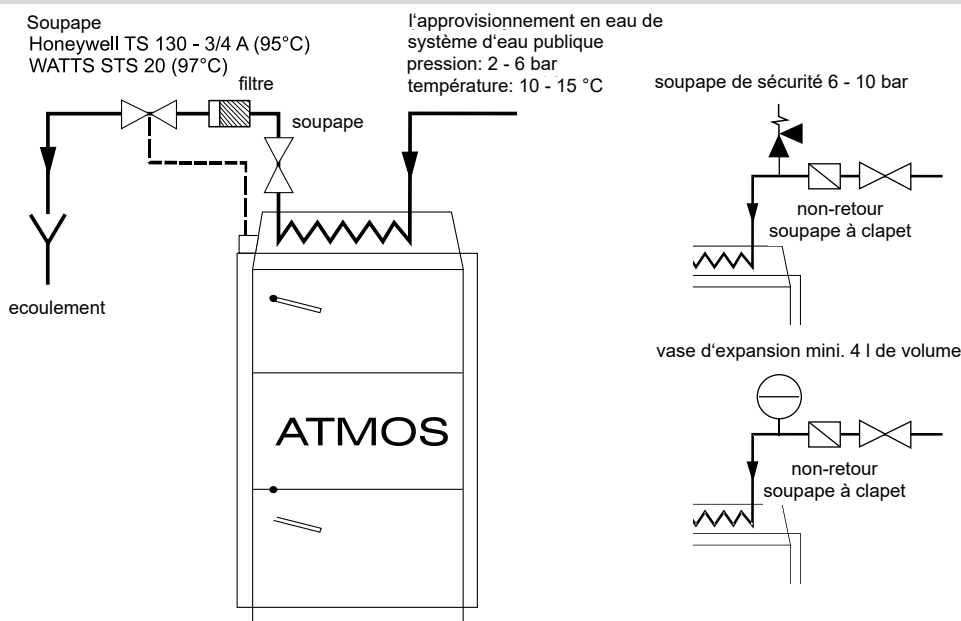 Soupape
Honeywell TS 130 - 3/4 A (95°C)
WATTS STS 20 (97°C)
filtre
soupape
l‘approvisionnement en eau de
système d‘eau publique
pression: 2 - 6 bar
température: 10 - 15 °C
ecoulement
ATMOS
soupape de sécurité 6 - 10 bar
non-retour
soupape à clapet
vase d‘expansion mini. 4 l de volume
non-retour
soupape à clapet